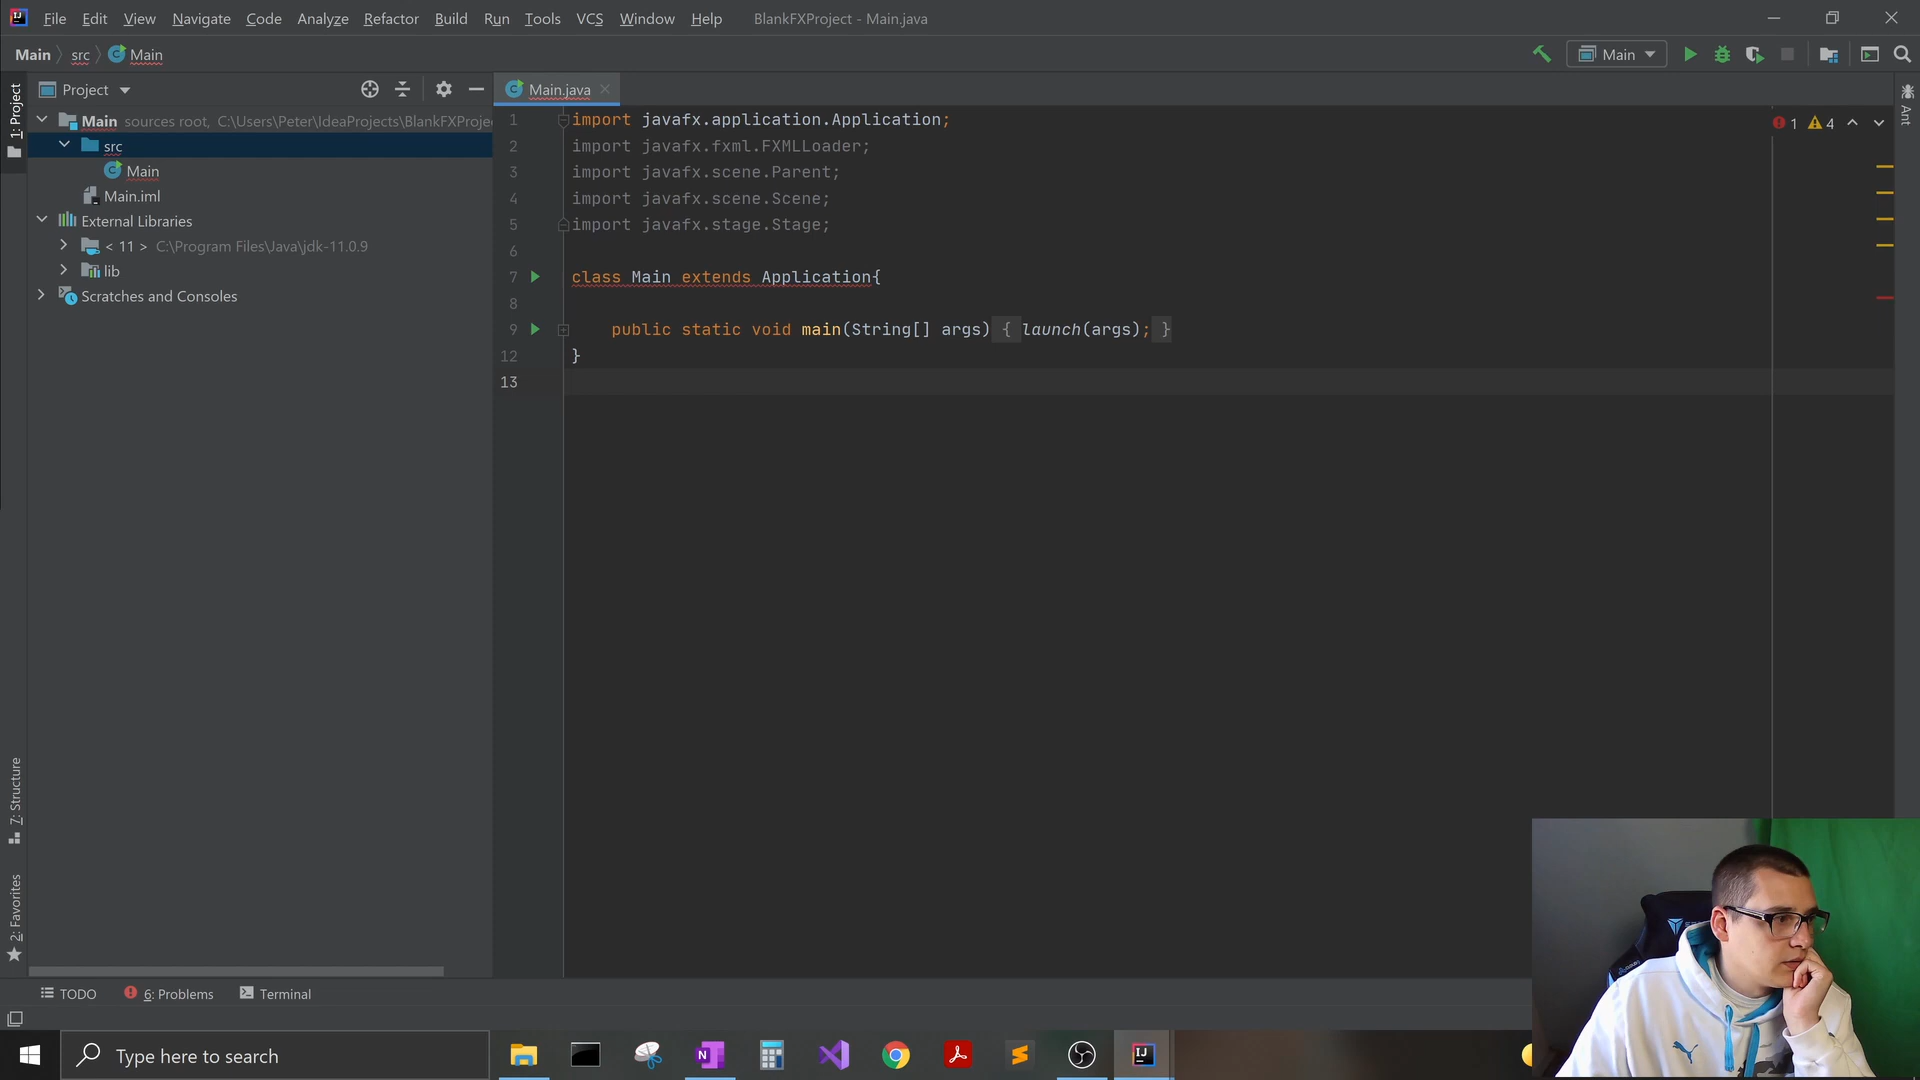 File Edit View Navigate Code Analyze Refactor Build Run Tools VCS Window Help BlankFXProject - Main.java
Main src Main
Main
1: Project
Project
Main.java
Main sources root, C:\Users\Peter\IdeaProjects\BlankFXProje
src
Main
Main.iml
External Libraries
< 11 > C:\Program Files\Java\jdk-11.0.9
lib
Scratches and Consoles
1 import javafx.application.Application;
2 import javafx.fxml.FXMLLoader;
3 import javafx.scene.Parent;
4 import javafx.scene.Scene;
5 import javafx.stage.Stage;
6
7 class Main extends Application{
8
9 public static void main(String[] args) { launch(args); }
12 }
13
1 4
Ant
7: Structure
2: Favorites
TODO 6: Problems Terminal
Type here to search
N
IJ